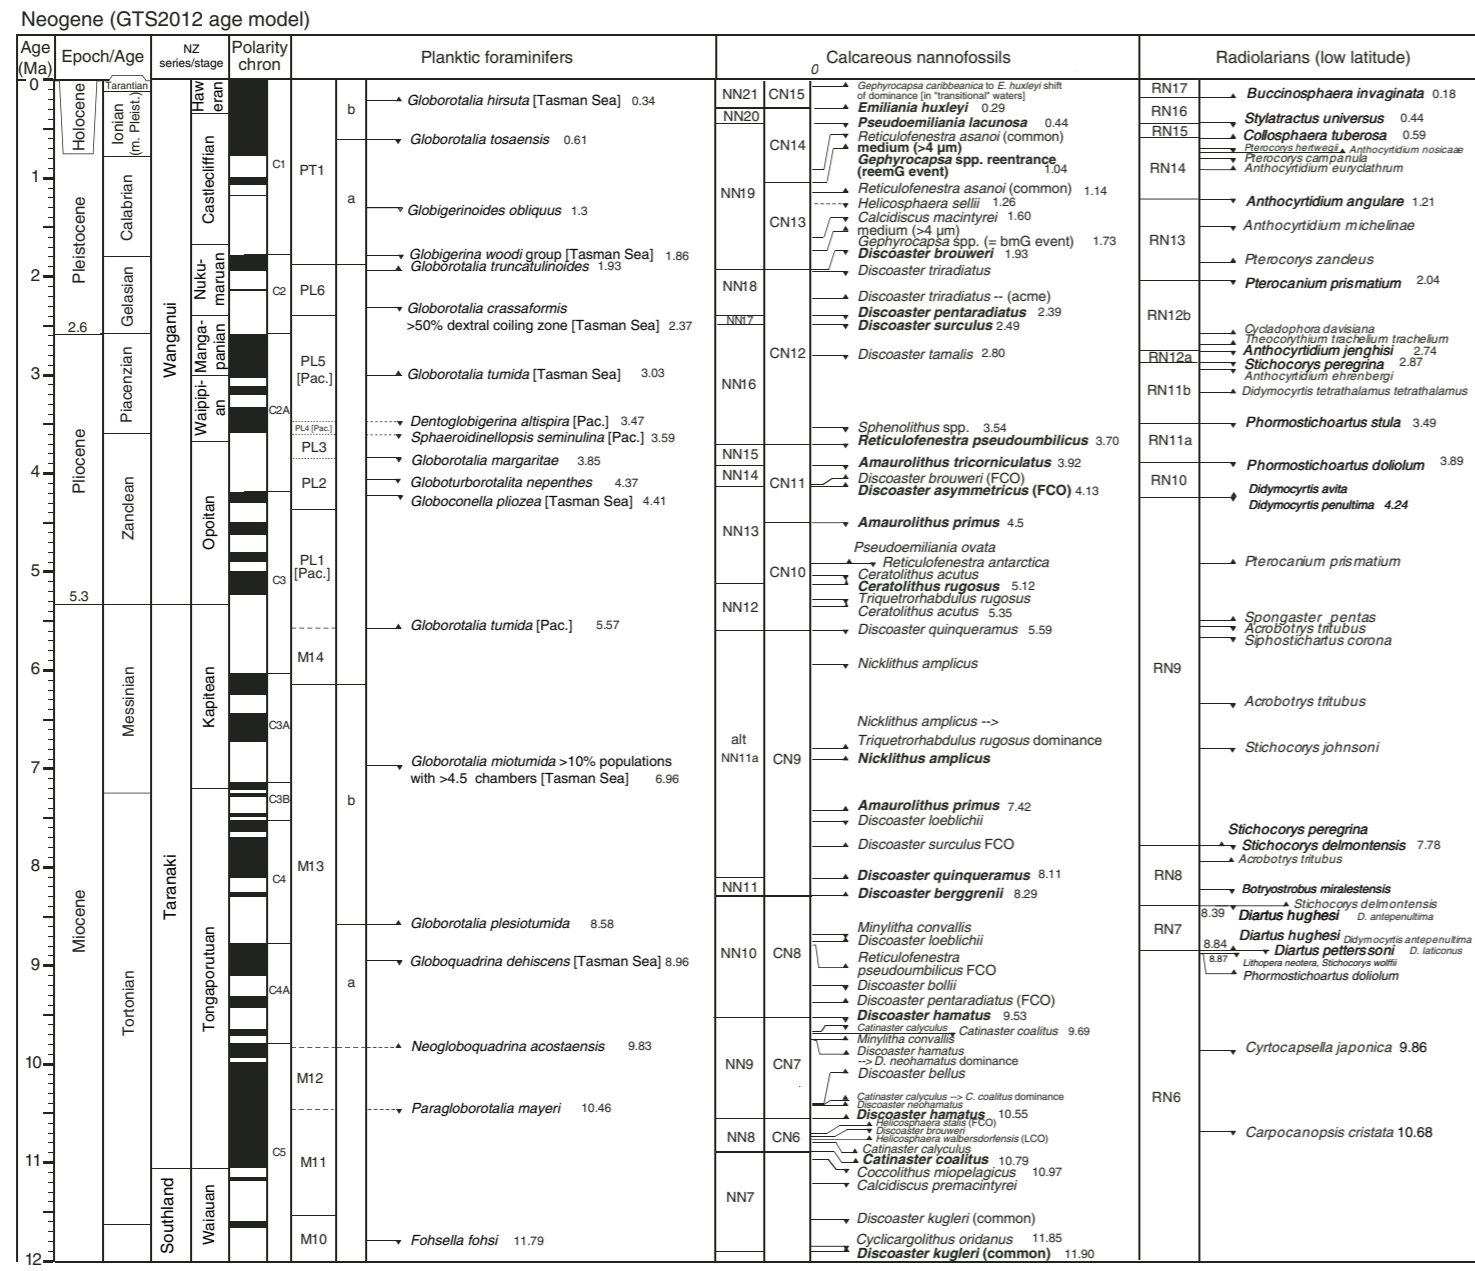 Neogene (GTS2012 age model)
Age (Ma)
Epoch/Age
NZ series/stage
Polarity chron
Planktic foraminifers
Calcareous nannofossils
Radiolarians (low latitude)
0
0
1
2
3
4
5
6
7
8
9
10
11
12
Holocene
Pleistocene
2.6
Pliocene
5.3
Miocene
Tarantian
Ionian (m. Pleist.)
Calabrian
Gelasian
Piacenzian
Zanclean
Messinian
Tortonian
Wanganui
Taranaki
Southland
Haw eran
Castlecliffian
Nuku- maruan
Manga- panian
Waipipi- an
Opoitan
Kapitean
Tongaporutuan
Waiauan
C1
C2
C2A
C3
C3A
C3B
C4
C4A
C5
PT1
PL6
PL5 [Pac.]
PL4 [Pac.]
PL3
PL2
PL1 [Pac.]
M14
M13
M12
M11
M10
b
a
b
a
Globorotalia hirsuta [Tasman Sea] 0.34
Globorotalia tosaensis 0.61
Globigerinoides obliquus 1.3
Globigerina woodi group [Tasman Sea] 1.86
Globorotalia truncatulinoides 1.93
Globorotalia crassaformis
>50% dextral coiling zone [Tasman Sea] 2.37
Globorotalia tumida [Tasman Sea] 3.03
Dentoglobigerina altispira [Pac.] 3.47
Sphaeroidinellopsis seminulina [Pac.] 3.59
Globorotalia margaritae 3.85
Globoturborotalita nepenthes 4.37
Globoconella pliozea [Tasman Sea] 4.41
Globorotalia tumida [Pac.] 5.57
Globorotalia miotumida >10% populations
with >4.5 chambers [Tasman Sea] 6.96
Globorotalia plesiotumida 8.58
Globoquadrina dehiscens [Tasman Sea] 8.96
Neogloboquadrina acostaensis 9.83
Paragloborotalia mayeri 10.46
Fohsella fohsi 11.79
NN21
NN20
NN19
NN18
NN17
NN16
NN15
NN14
NN13
NN12
alt
NN11a
NN11
NN10
NN9
NN8
NN7
CN15
CN14
CN13
CN12
CN11
CN10
CN9
CN8
CN7
CN6
Gephyrocapsa caribbeanica to E. huxleyi shift
of dominance [in "transitional" waters]
Emiliania huxleyi 0.29
Pseudoemiliania lacunosa 0.44
Reticulofenestra asanoi (common)
medium (>4 µm)
Gephyrocapsa spp. reentrance
(reemG event) 1.04
Reticulofenestra asanoi (common) 1.14
Helicosphaera sellii 1.26
Calcidiscus macintyrei 1.60
medium (>4 µm)
Gephyrocapsa spp. (= bmG event) 1.73
Discoaster brouweri 1.93
Discoaster triradiatus
Discoaster triradiatus -- (acme)
Discoaster pentaradiatus 2.39
Discoaster surculus 2.49
Discoaster tamalis 2.80
Sphenolithus spp. 3.54
Reticulofenestra pseudoumbilicus 3.70
Amaurolithus tricorniculatus 3.92
Discoaster brouweri (FCO)
Discoaster asymmetricus (FCO) 4.13
Amaurolithus primus 4.5
Pseudoemiliania ovata
Reticulofenestra antarctica
Ceratolithus acutus
Ceratolithus rugosus 5.12
Triquetrorhabdulus rugosus
Ceratolithus acutus 5.35
Discoaster quinqueramus 5.59
Nicklithus amplicus
Nicklithus amplicus -->
Triquetrorhabdulus rugosus dominance
Nicklithus amplicus
Amaurolithus primus 7.42
Discoaster loeblichii
Discoaster surculus FCO
Discoaster quinqueramus 8.11
Discoaster berggrenii 8.29
Minylitha convallis
Discoaster loeblichii
Reticulofenestra
pseudoumbilicus FCO
Discoaster bollii
Discoaster pentaradiatus (FCO)
Discoaster hamatus 9.53
Catinaster calyculus
Catinaster coalitus 9.69
Minylitha convallis
Discoaster hamatus
--> D. neohamatus dominance
Discoaster bellus
Catinaster calyculus --> C. coalitus dominance
Discoaster neohamatus
Discoaster hamatus 10.55
Helicosphaera stalis (FCO)
Discoaster brouweri
Helicosphaera walbersdorfensis (LCO)
Catinaster calyculus
Catinaster coalitus 10.79
Coccolithus miopelagicus 10.97
Calcidiscus premacintyrei
Discoaster kugleri (common)
Cyclicargolithus oridanus 11.85
Discoaster kugleri (common) 11.90
RN17
RN16
RN15
RN14
RN13
RN12b
RN12a
RN11b
RN11a
RN10
RN9
RN8
RN7
RN6
Buccinosphaera invaginata 0.18
Stylatractus universus 0.44
Collosphaera tuberosa 0.59
Pterocorys hertwegii Anthocyrtidium nosicaae
Pterocorys campanula
Anthocyrtidium euryclathrum
Anthocyrtidium angulare 1.21
Anthocyrtidium michelinae
Pterocorys zancleus
Pterocanium prismatium 2.04
Cycladophora davisiana
Theocorythium trachelium trachelium
Anthocyrtidium jenghisi 2.74
Stichocorys peregrina 2.87
Anthocyrtidium ehrenbergi
Didymocyrtis tetrathalamus tetrathalamus
Phormostichoartus stula 3.49
Phormostichoartus doliolum 3.89
Didymocyrtis avita
Didymocyrtis penultima 4.24
Pterocanium prismatium
Spongaster pentas
Acrobotrys tritubus
Siphostichartus corona
Acrobotrys tritubus
Stichocorys johnsoni
Stichocorys peregrina
Stichocorys delmontensis 7.78
Acrobotrys tritubus
Botryostrobus miralestensis
Stichocorys delmontensis
8.39 Diartus hughesi D. antepenultima
Diartus hughesi Didymocyrtis antepenultima
8.84 Diartus petterssoni D. laticonus
8.87 Lithopera neotera, Stichocorys wolffii
Phormostichoartus doliolum
Cyrtocapsella japonica 9.86
Carpocanopsis cristata 10.68